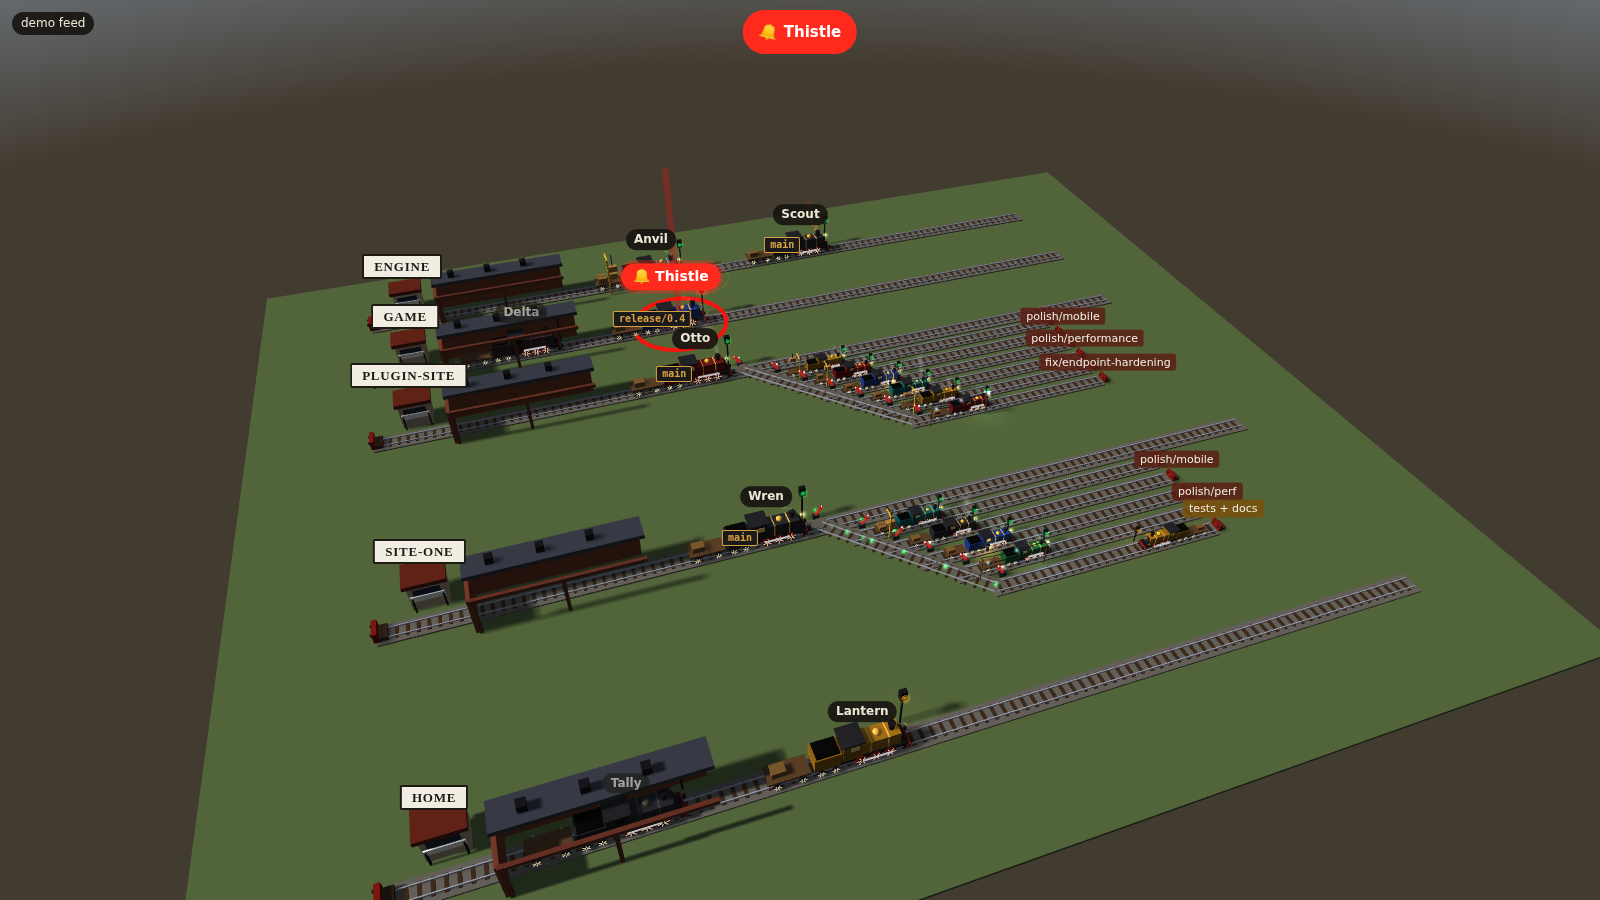 demo feed
🔔 Thistle
Scout
Anvil
main
ENGINE
🔔 Thistle
GAME
Delta
release/0.4
polish/mobile
Otto
polish/performance
fix/endpoint-hardening
PLUGIN-SITE
main
polish/mobile
polish/perf
Wren
tests + docs
main
SITE-ONE
Lantern
Tally
HOME